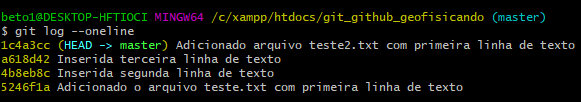 beto1@DESKTOP-HFTIOCI MINGW64 /c/xampp/htdocs/git_github_geofisicando (master)
$ git log --oneline
1c4a3cc (HEAD -> master) Adicionado arquivo teste2.txt com primeira linha de texto
a618d42 Inserida terceira linha de texto
4b8eb8c Inserida segunda linha de texto
5246f1a Adicionado o arquivo teste.txt com primeira linha de texto